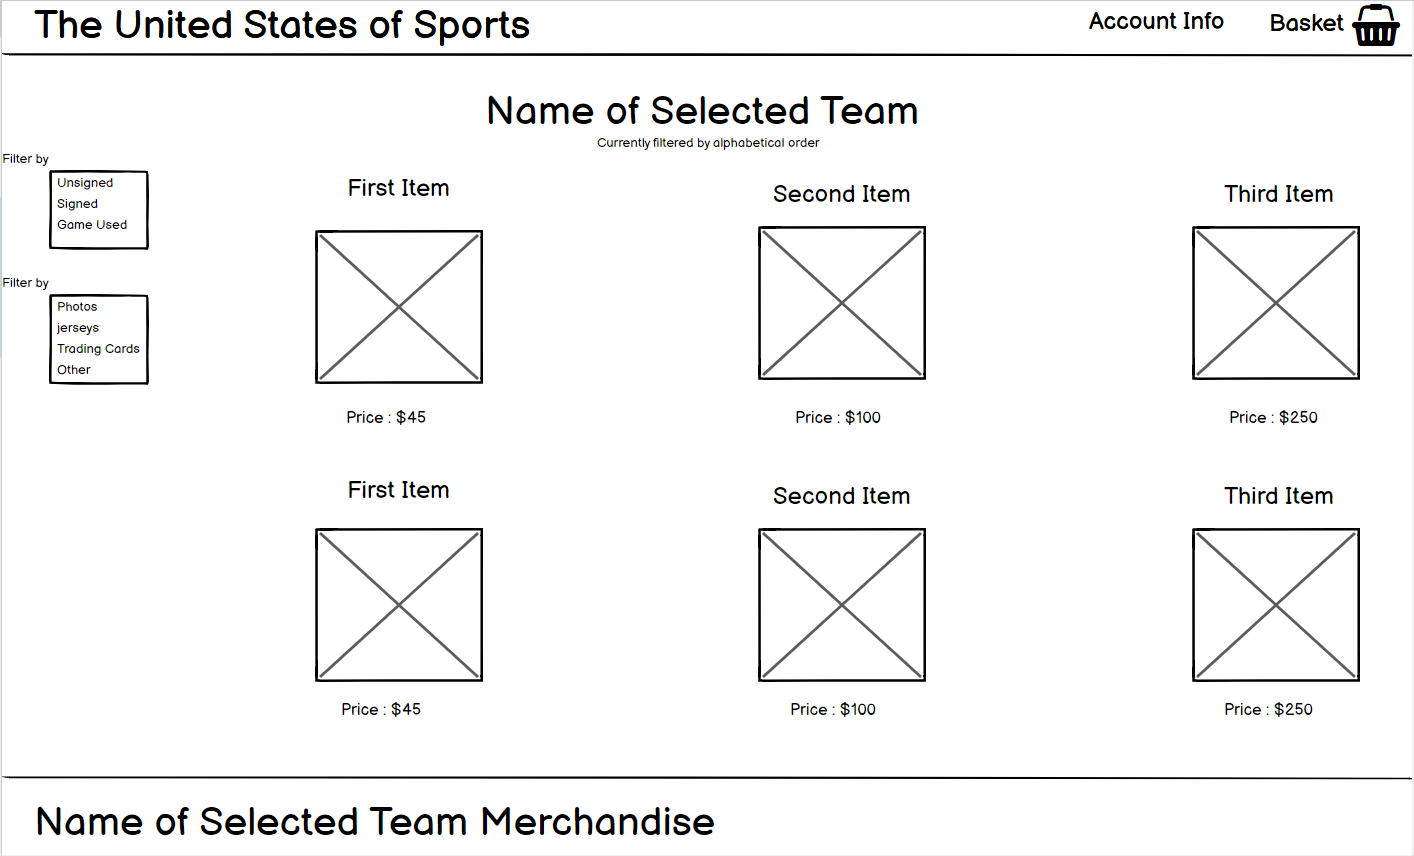 The United States of Sports
Account Info
Basket
Name of Selected Team
Currently filtered by alphabetical order
Filter by
Unsigned
Signed
Game Used
Filter by
Photos
jerseys
Trading Cards
Other
First Item
Second Item
Third Item
Price : $45
Price : $100
Price : $250
First Item
Second Item
Third Item
Price : $45
Price : $100
Price : $250
Name of Selected Team Merchandise